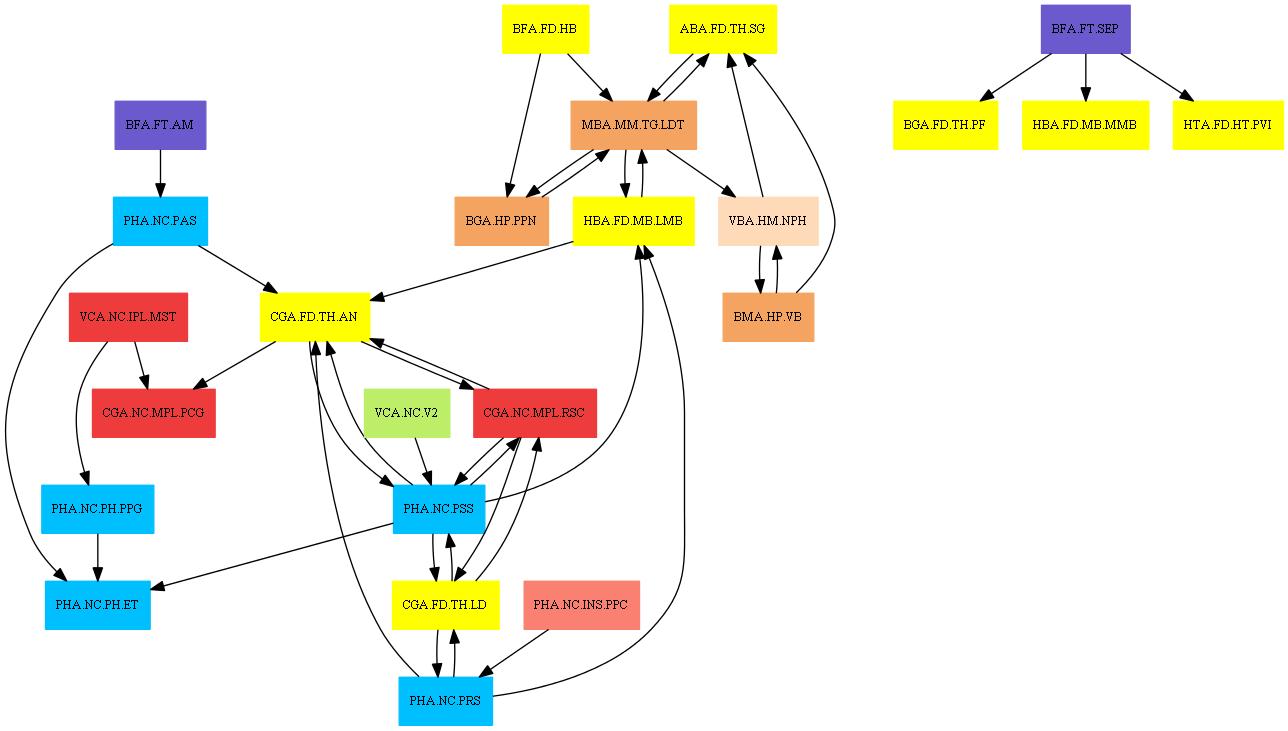 BFA.FD.HB
ABA.FD.TH.SG
BFA.FT.SEP
BFA.FT.AM
MBA.MM.TG.LDT
BGA.FD.TH.PF
HBA.FD.MB.MMB
HTA.FD.HT.PVI
PHA.NC.PAS
BGA.HP.PPN
HBA.FD.MB.LMB
VBA.HM.NPH
VCA.NC.IPL.MST
CGA.FD.TH.AN
BMA.HP.VB
CGA.NC.MPL.PCG
VCA.NC.V2
CGA.NC.MPL.RSC
PHA.NC.PH.PPG
PHA.NC.PSS
PHA.NC.PH.ET
CGA.FD.TH.LD
PHA.NC.INS.PPC
PHA.NC.PRS